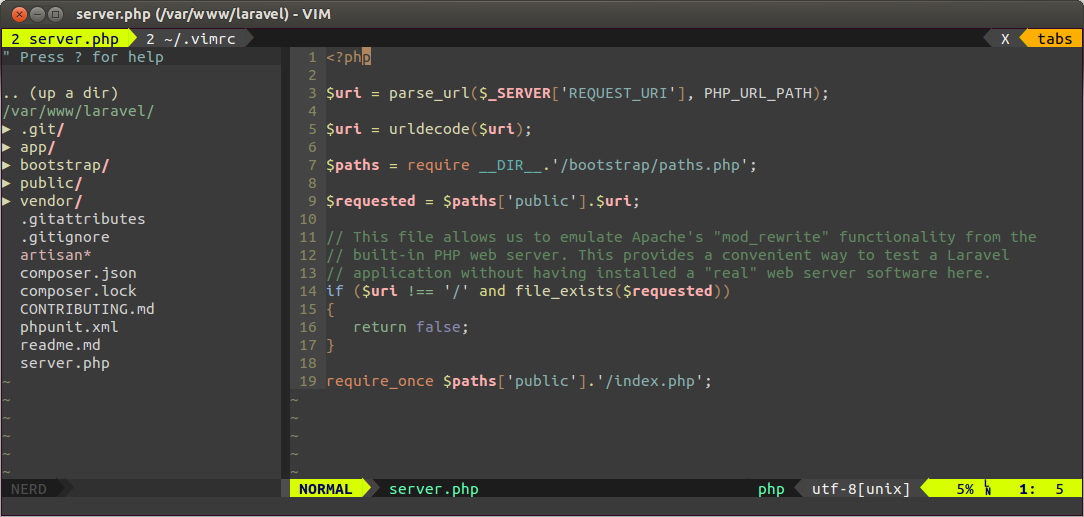 server.php (/var/www/laravel) - VIM
2 server.php 2 ~/.vimrc X tabs
" Press ? for help
.. (up a dir)
/var/www/laravel/
▸ .git/
▸ app/
▸ bootstrap/
▸ public/
▸ vendor/
.gitattributes
.gitignore
artisan*
composer.json
composer.lock
CONTRIBUTING.md
phpunit.xml
readme.md
server.php
~
~
~
~
~
~
NERD
1 <?php
2
3 $uri = parse_url($_SERVER['REQUEST_URI'], PHP_URL_PATH);
4
5 $uri = urldecode($uri);
6
7 $paths = require __DIR__.'/bootstrap/paths.php';
8
9 $requested = $paths['public'].$uri;
10
11 // This file allows us to emulate Apache's "mod_rewrite" functionality from the
12 // built-in PHP web server. This provides a convenient way to test a Laravel
13 // application without having installed a "real" web server software here.
14 if ($uri !== '/' and file_exists($requested))
15 {
16    return false;
17 }
18
19 require_once $paths['public'].'/index.php';
~
~
~
~
~
NORMAL server.php php utf-8[unix] 5% LN 1: 5